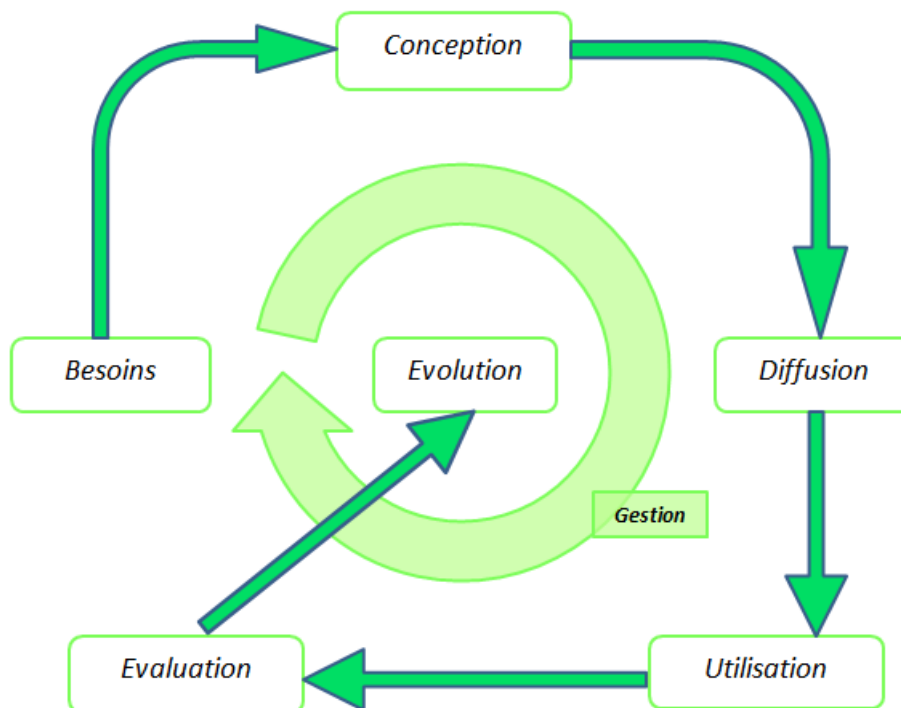 Conception
Besoins
Evolution
Diffusion
Gestion
Evaluation
Utilisation